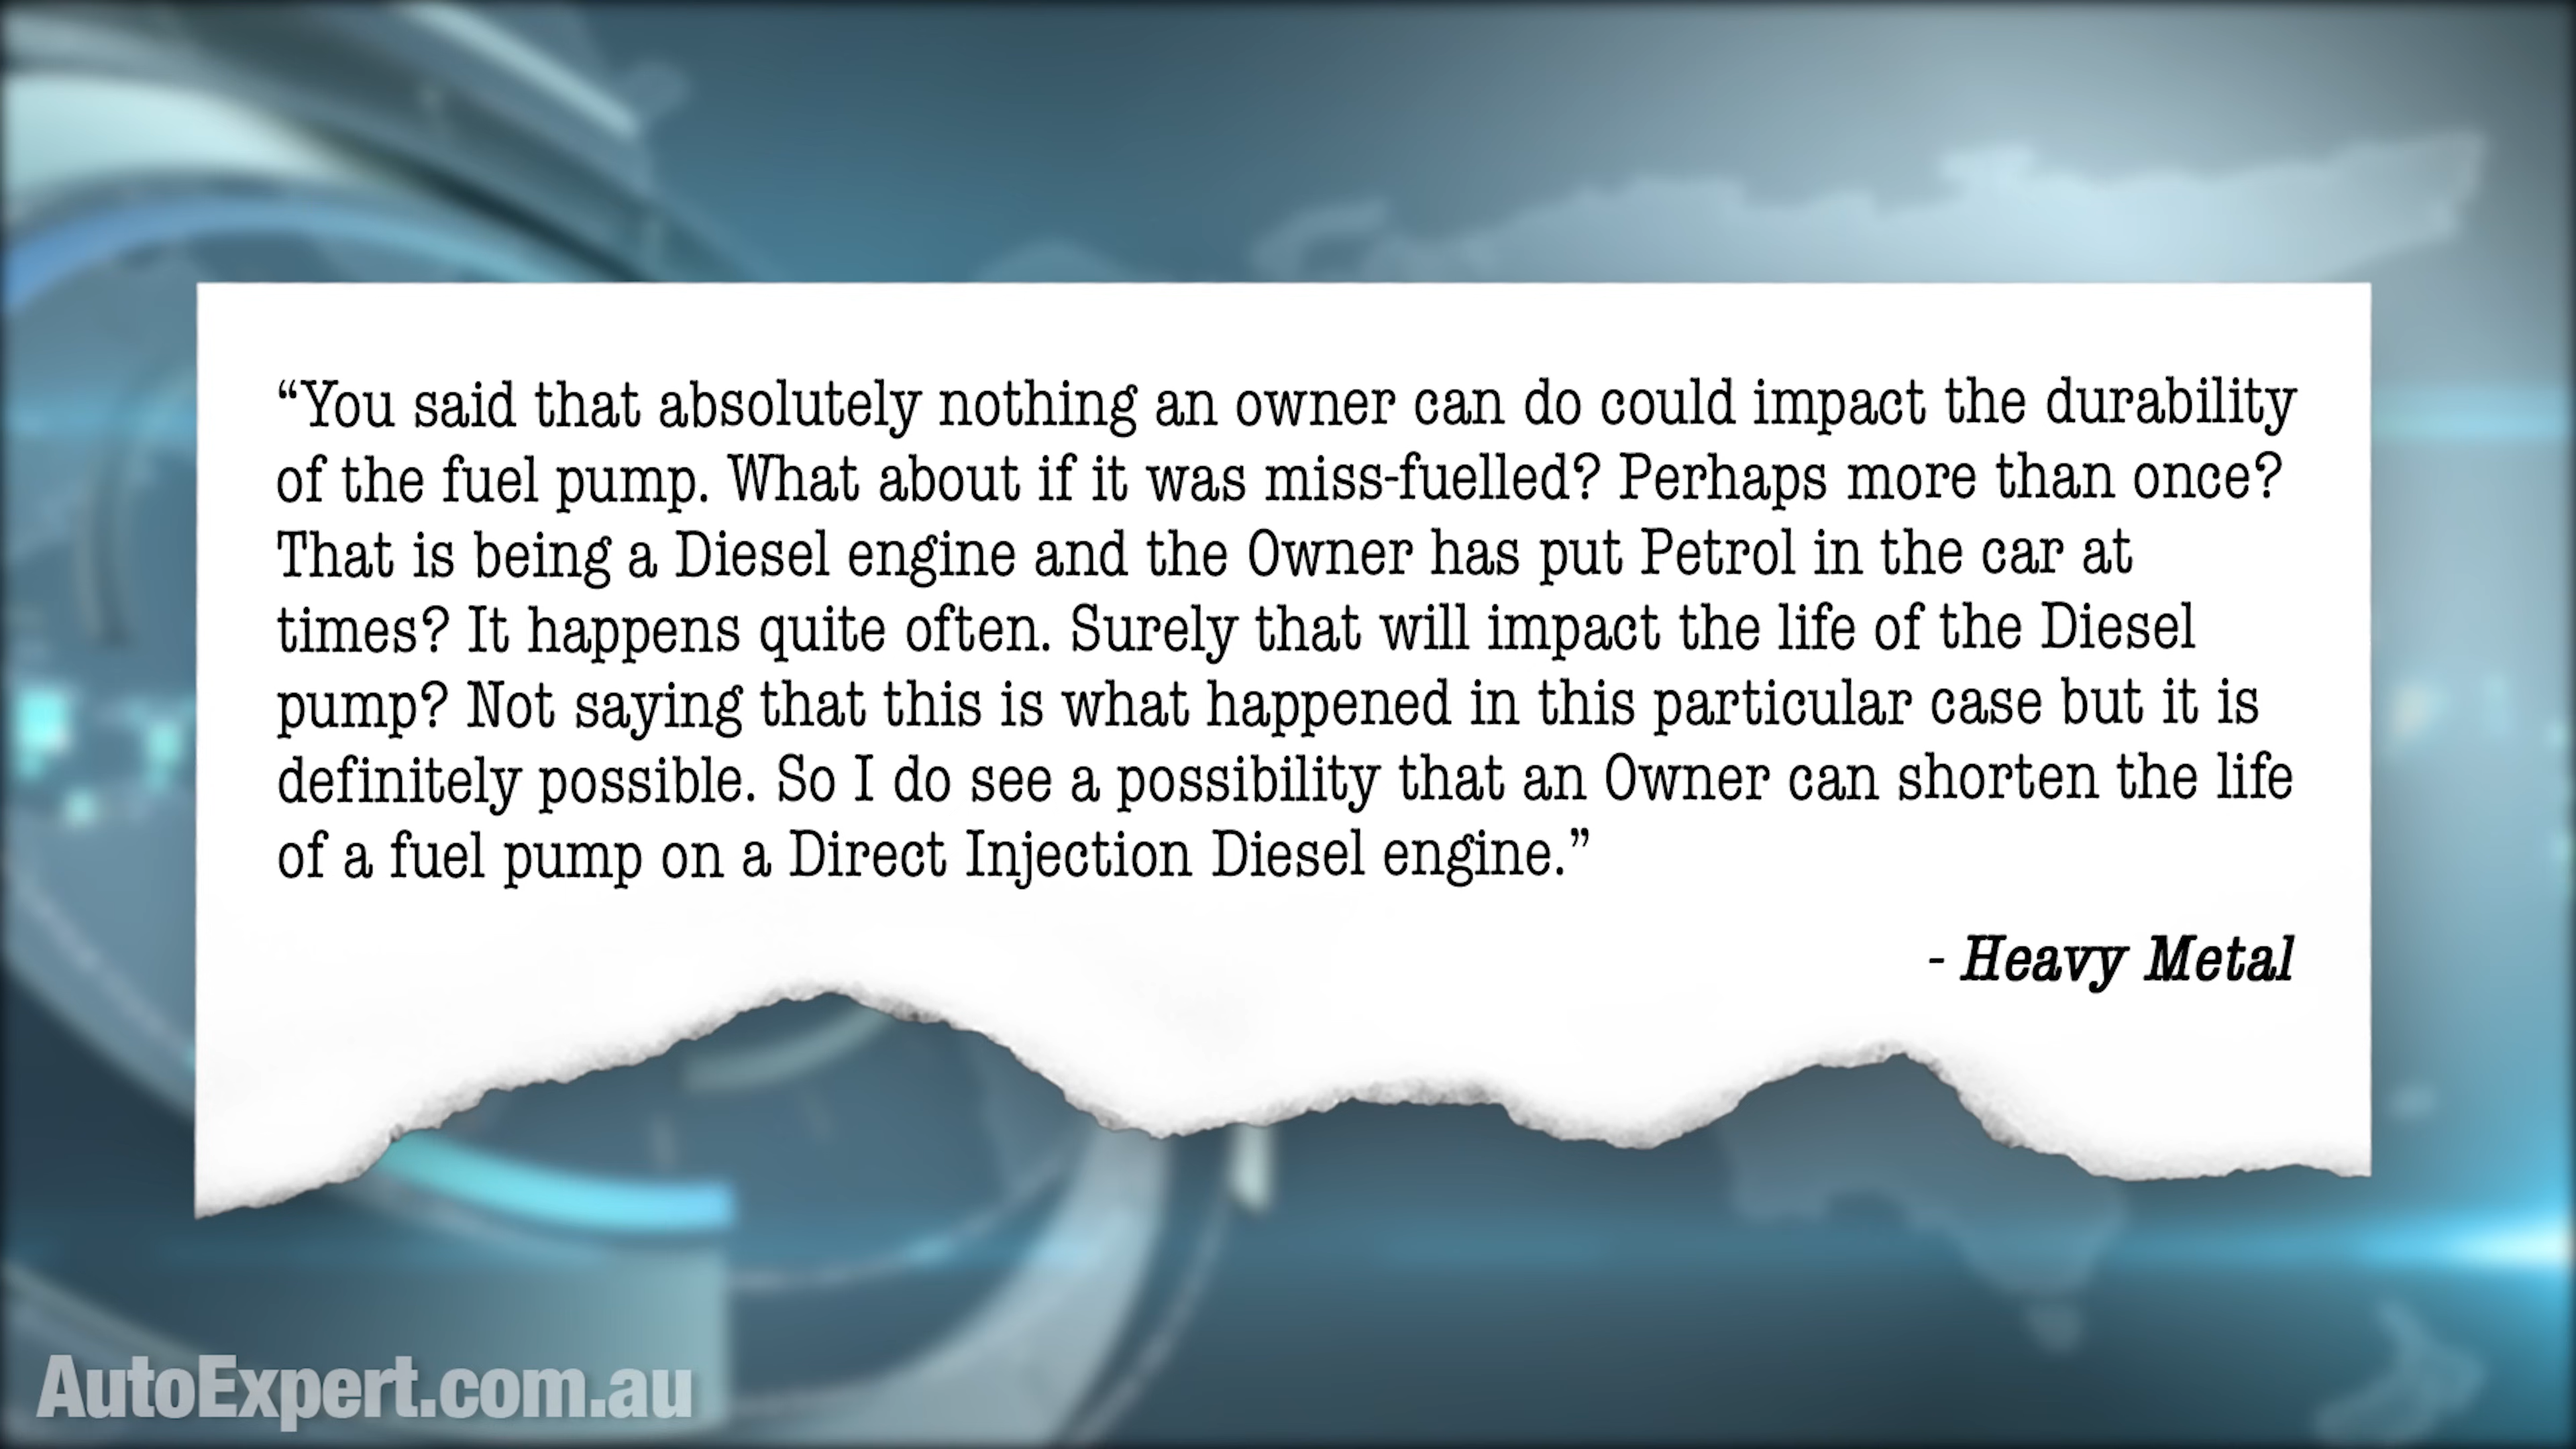 “You said that absolutely nothing an owner can do could impact the durability
of the fuel pump. What about if it was miss-fuelled? Perhaps more than once?
That is being a Diesel engine and the Owner has put Petrol in the car at
times? It happens quite often. Surely that will impact the life of the Diesel
pump? Not saying that this is what happened in this particular case but it is
definitely possible. So I do see a possibility that an Owner can shorten the life
of a fuel pump on a Direct Injection Diesel engine.”
- Heavy Metal
AutoExpert.com.au